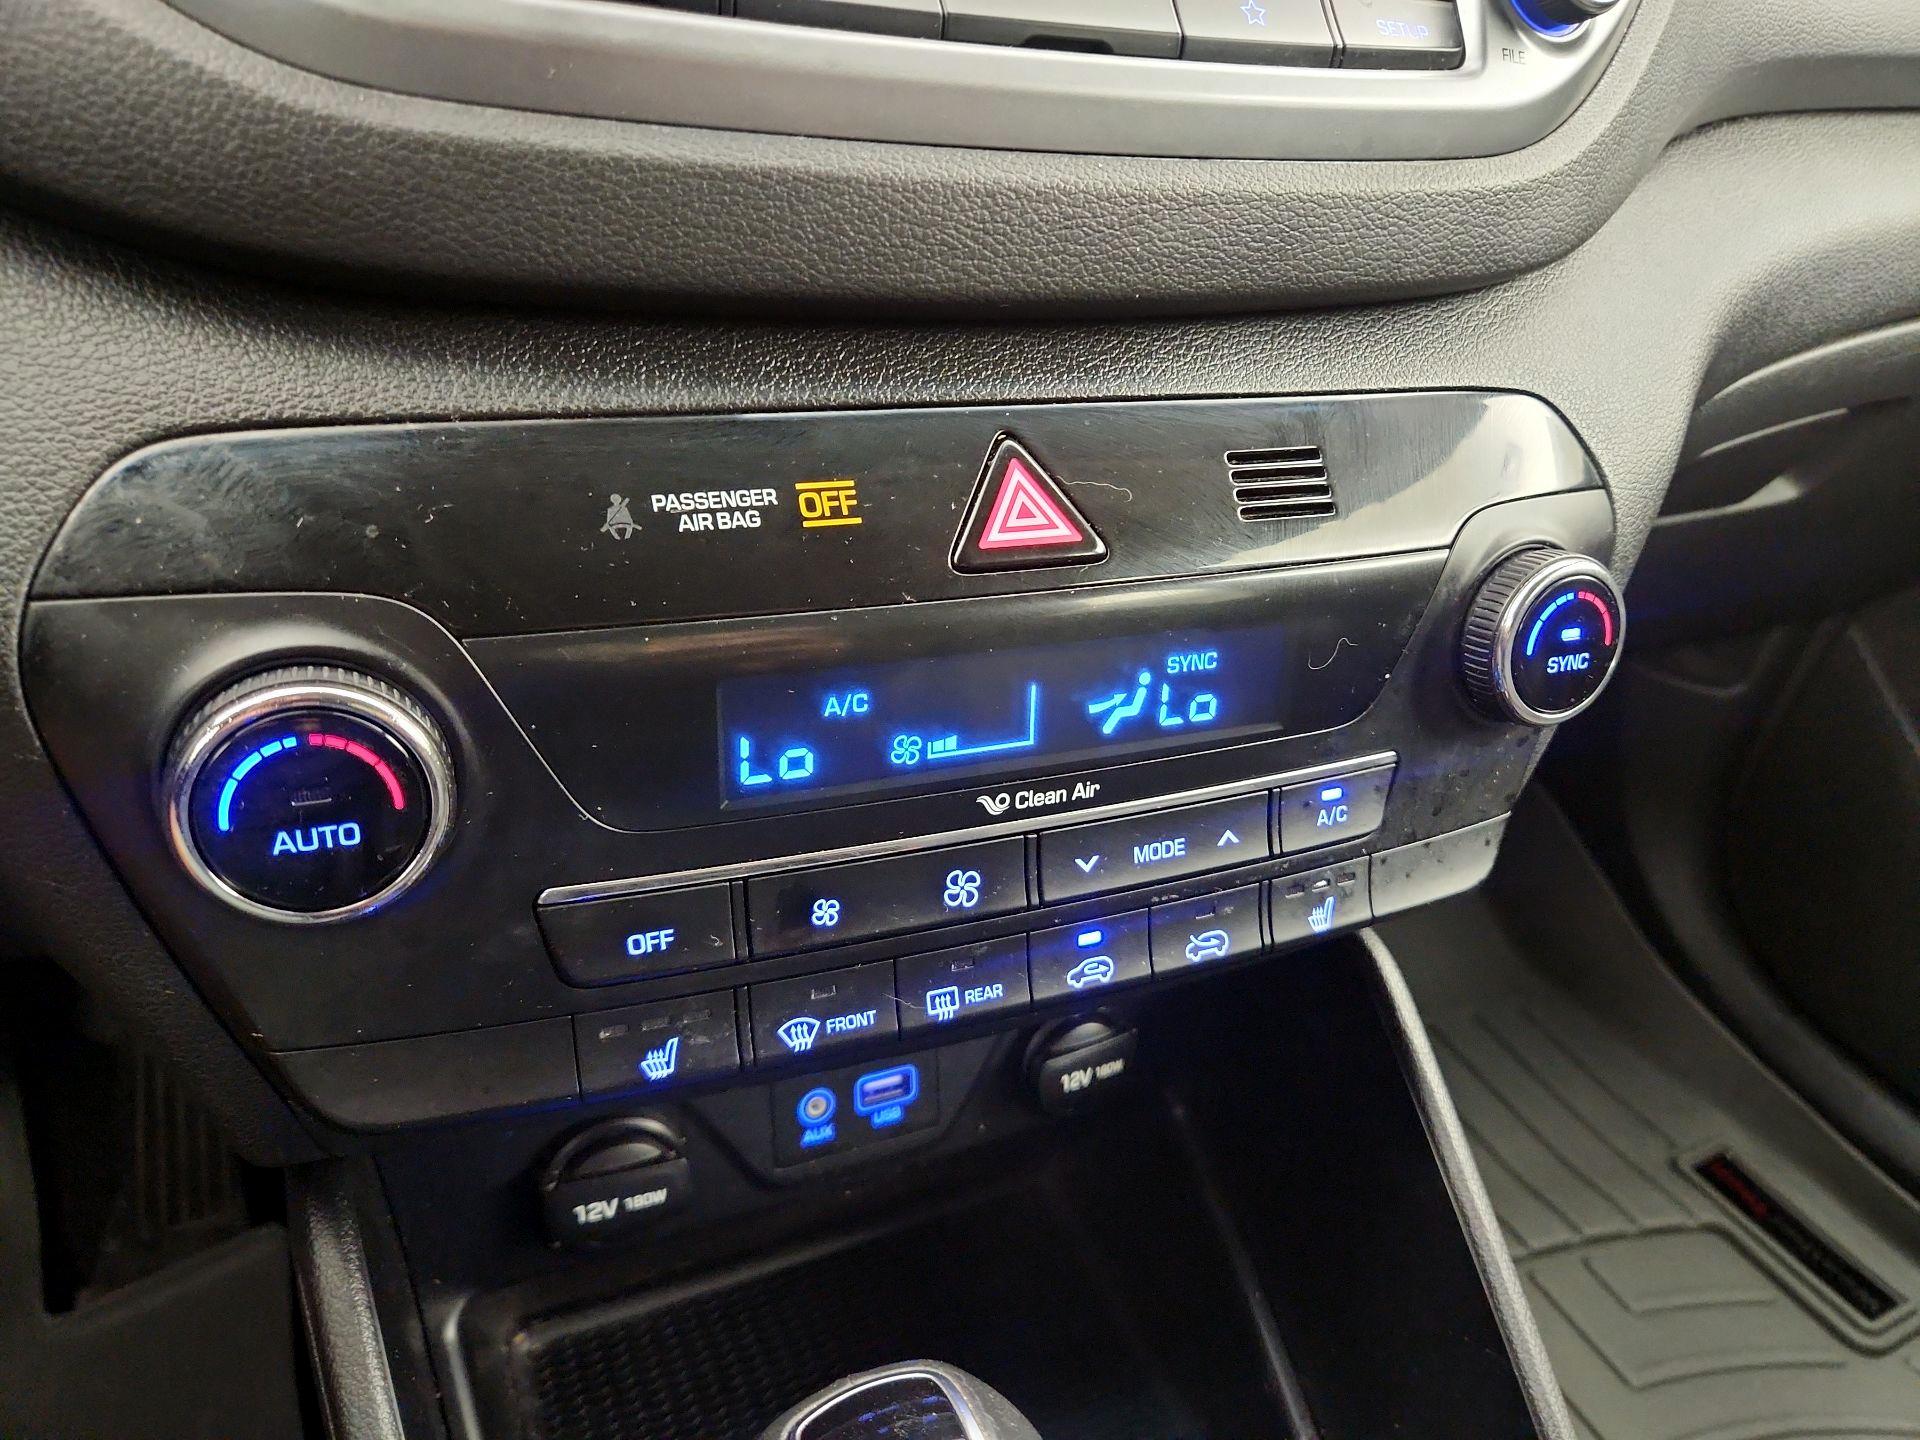 SETUP
FILE
PASSENGER
AIR BAG
OFF
SYNC
A/C
Lo
Lo
SYNC
AUTO
Clean Air
OFF
MODE
A/C
FRONT
REAR
AUX
USB
12V 180W
12V 180W